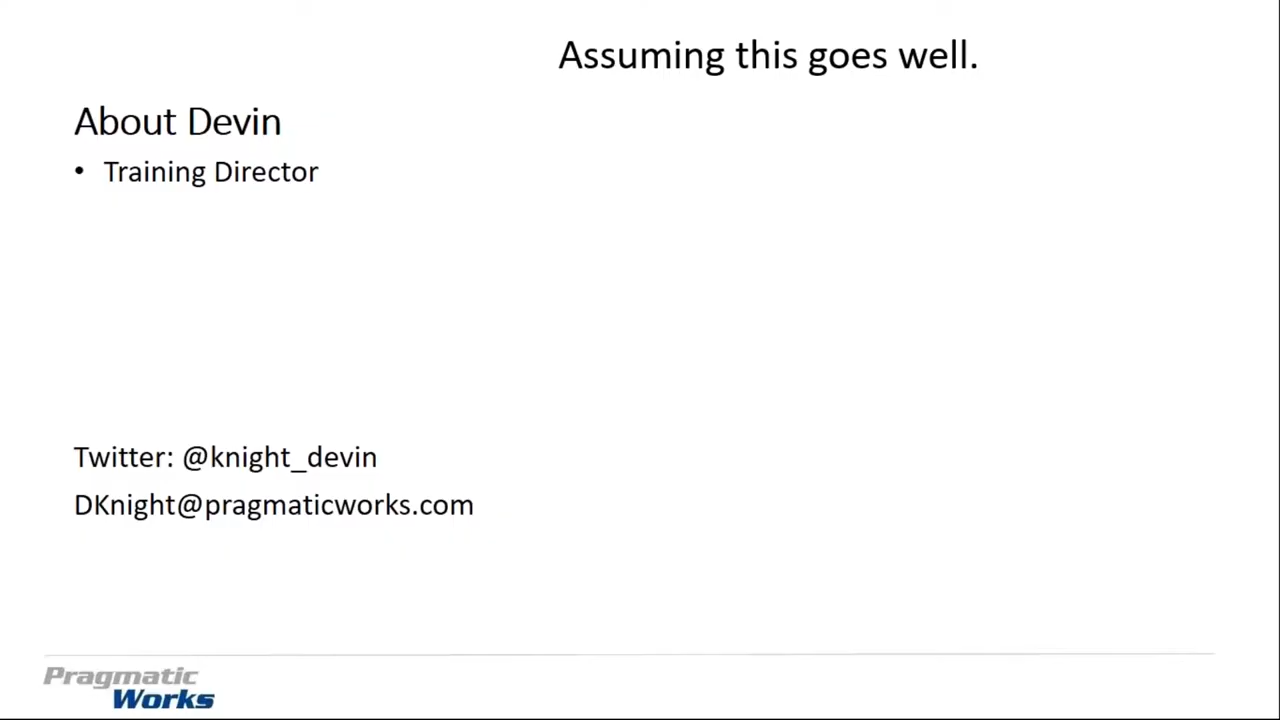 Assuming this goes well.
About Devin
• Training Director
Twitter: @knight_devin
DKnight@pragmaticworks.com
Pragmatic
Works